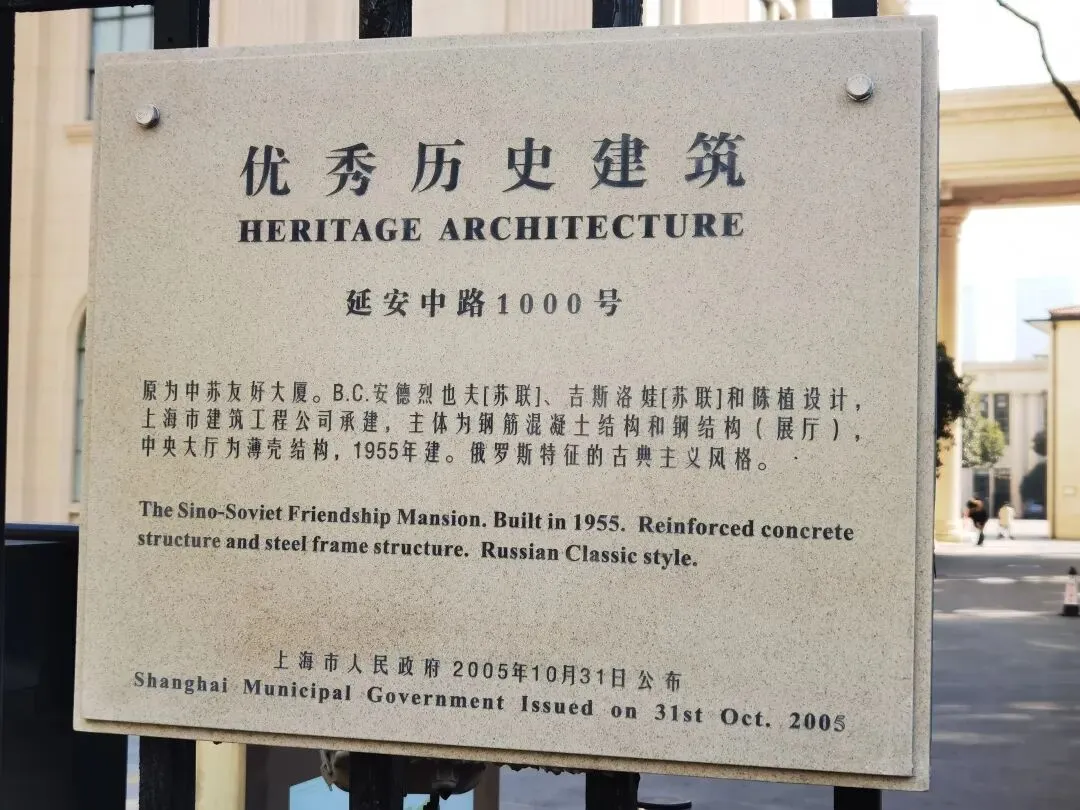 优秀历史建筑
HERITAGE ARCHITECTURE
延安中路1000号
原为中苏友好大厦。B.C.安德烈也夫[苏联]、吉斯洛娃[苏联]和陈植设计，
上海市建筑工程公司承建，主体为钢筋混凝土结构和钢结构（展厅），
中央大厅为薄壳结构，1955年建。俄罗斯特征的古典主义风格。
The Sino-Soviet Friendship Mansion. Built in 1955. Reinforced concrete
structure and steel frame structure. Russian Classic style.
上海市人民政府 2005年10月31日公布
Shanghai Municipal Government Issued on 31st Oct. 2005